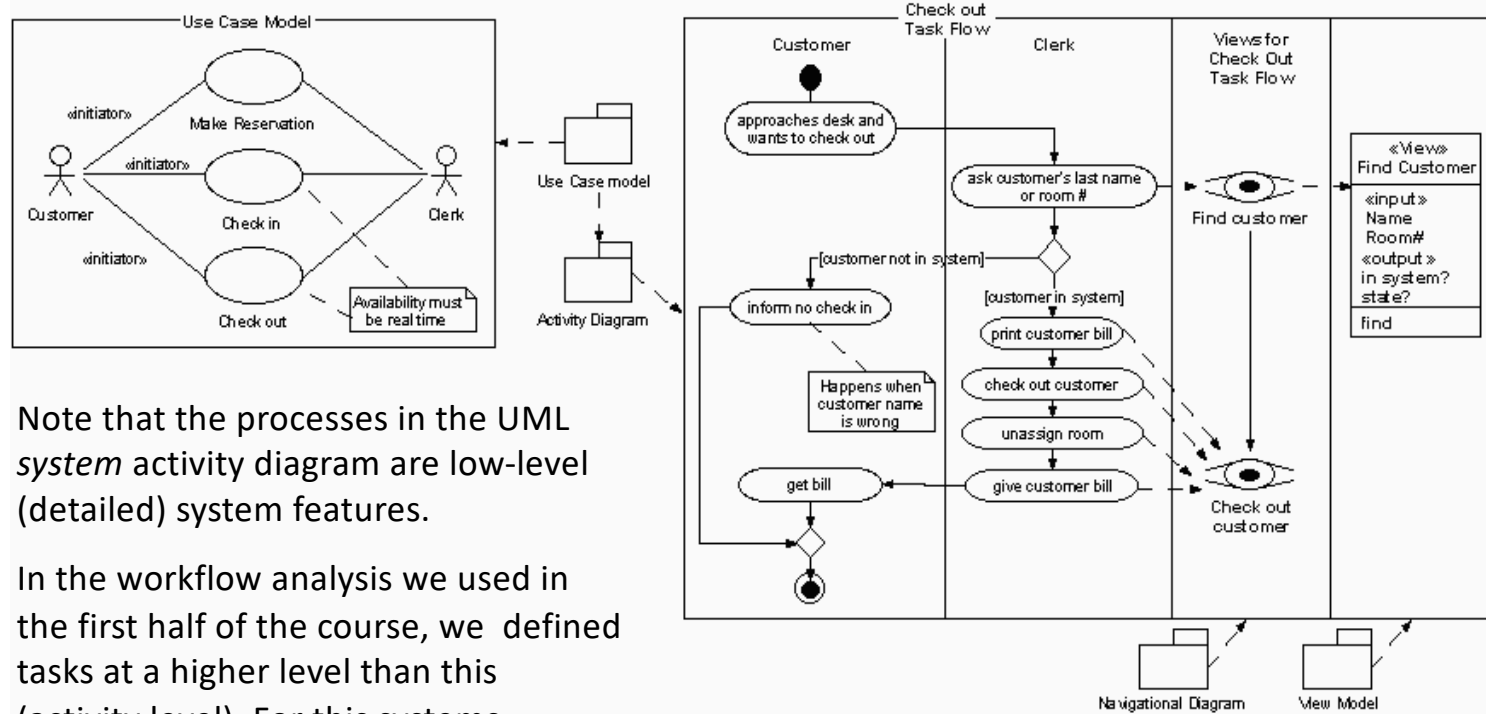 Use Case Model
«initiator»
Make Reservation
«initiator»
Customer
Check in
Clerk
«initiator»
Check out
Availability must
be real time
Use Case model
Activity Diagram
Check out
Task Flow
Customer
Clerk
Views for
Check Out
Task Flow
approaches desk and
wants to check out
ask customer's last name
or room #
Find customer
«View»
Find Customer
«input»
Name
Room#
«output»
in system?
state?
find
[customer not in system]
[customer in system]
inform no check in
print customer bill
Happens when
customer name
is wrong
check out customer
unassign room
get bill
give customer bill
Check out
customer
Navigational Diagram
View Model
Note that the processes in the UML
system activity diagram are low-level
(detailed) system features.
In the workflow analysis we used in
the first half of the course, we defined
tasks at a higher level than this
(activity level). For this systems